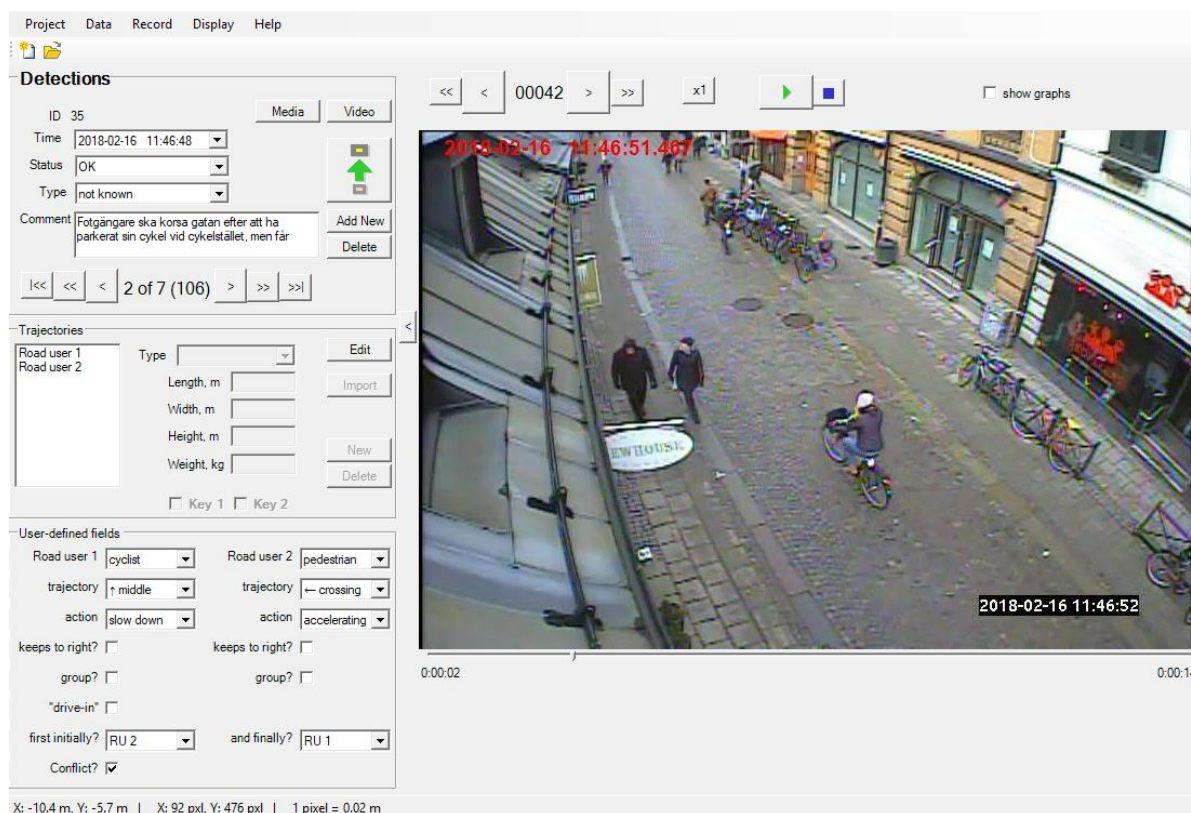 Project Data Record Display Help
Detections
<< < 00042 > >> x1 show graphs
ID 35 Media Video
Time 2018-02-16 11:46:48
Status OK
Type not known
Comment Fotgängare ska korsa gatan efter att ha
parkerat sin cykel vid cykelstället, men får
Add New
Delete
|<< << < 2 of 7 (106) > >> >>|
<
Trajectories
Road user 1
Road user 2
Type Edit
Length, m Import
Width, m
Height, m
Weight, kg New
Delete
Key 1 Key 2
User-defined fields
Road user 1 cyclist Road user 2 pedestrian
trajectory ↑ middle trajectory ← crossing
action slow down action accelerating
keeps to right? keeps to right?
group? group?
"drive-in"
first initially? RU 2 and finally? RU 1
Conflict?
2018-02-16 11:46:51.467
EWHOUSE
2018-02-16 11:46:52
0:00:02 0:00:14
X: -10.4 m, Y: -5.7 m | X: 92 pxl, Y: 476 pxl | 1 pixel = 0.02 m